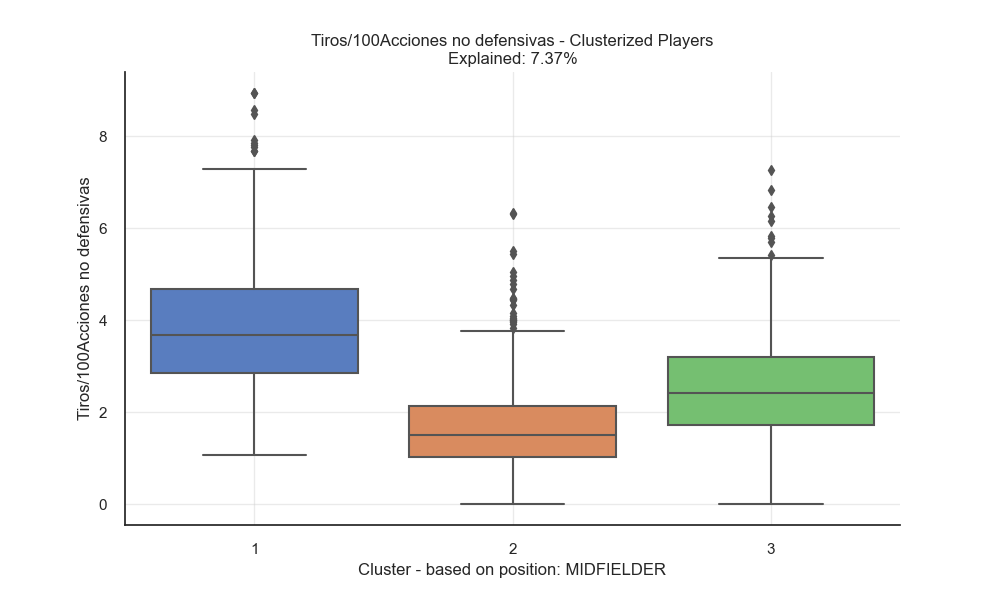 Tiros/100Acciones no defensivas - Clusterized Players
Explained: 7.37%
Tiros/100Acciones no defensivas
8
6
4
2
0
1
2
3
Cluster - based on position: MIDFIELDER